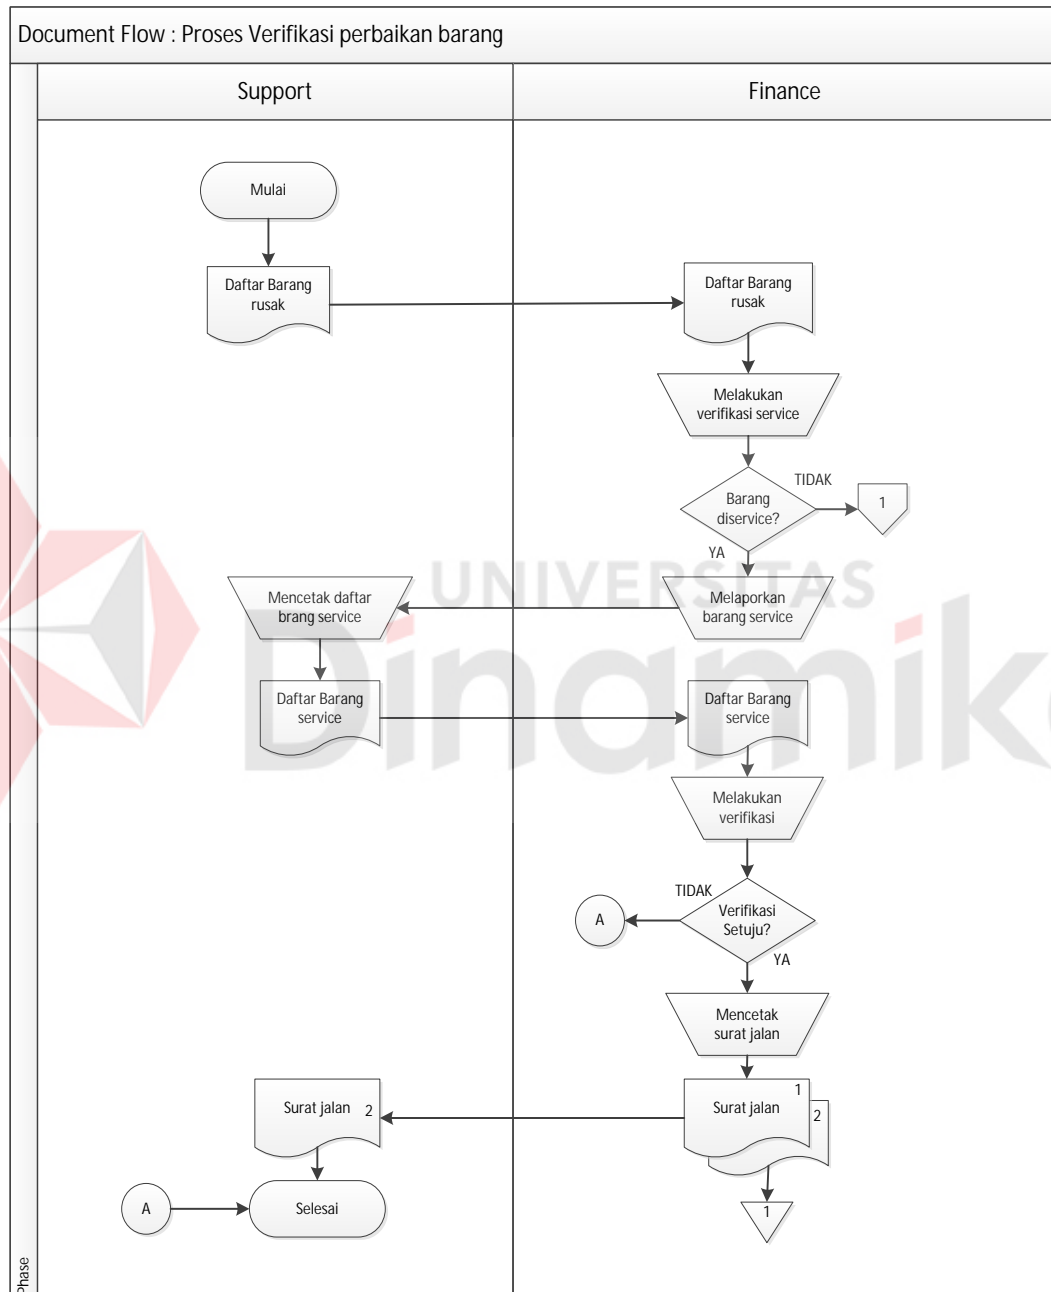 Document Flow : Proses Verifikasi perbaikan barang
Support
Finance
Mulai
Daftar Barang
rusak
Daftar Barang
rusak
Melakukan
verifikasi service
Barang
diservice?
TIDAK
1
YA
Melaporkan
barang service
Mencetak daftar
brang service
Daftar Barang
service
Daftar Barang
service
Melakukan
verifikasi
Verifikasi
Setuju?
TIDAK
A
YA
Mencetak
surat jalan
Surat jalan
1
2
Surat jalan 2
1
A
Selesai
Phase
UNIVERSITAS
Dinamika